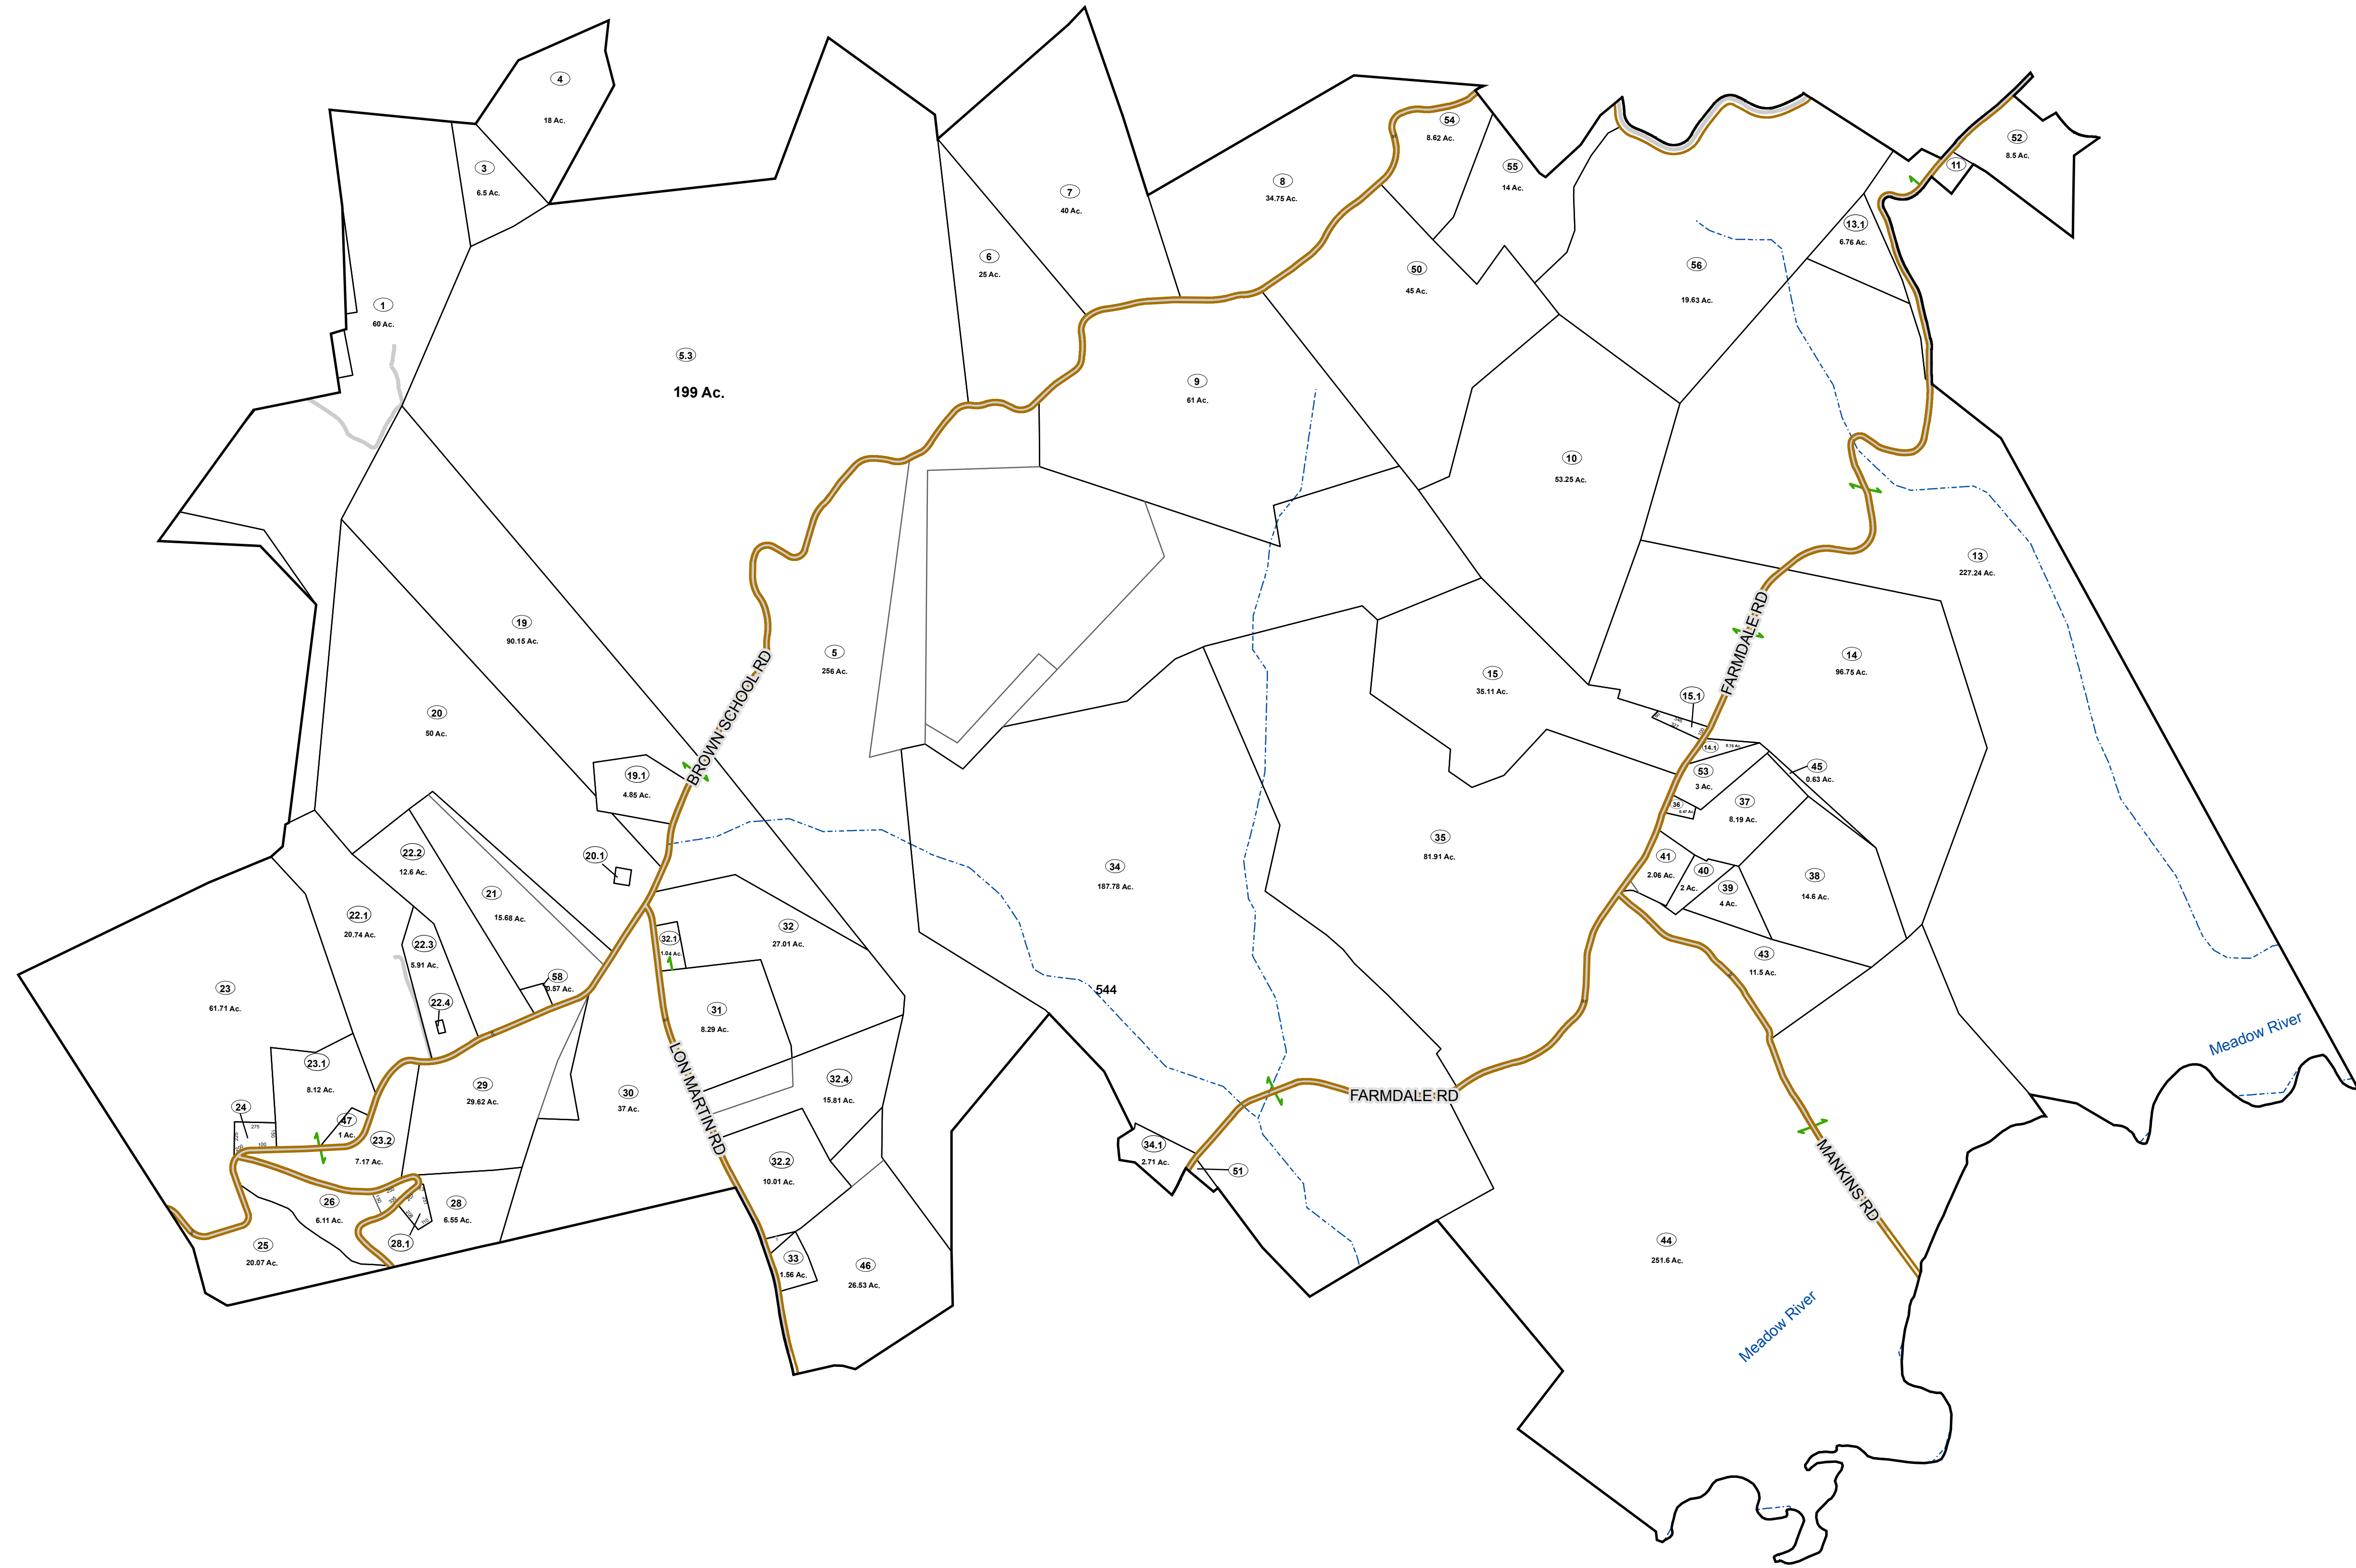 4
18 Ac.
3
6.5 Ac.
54
8.62 Ac.
52
8.5 Ac.
11
55
14 Ac.
8
34.75 Ac.
7
40 Ac.
13.1
6.76 Ac.
6
25 Ac.
50
45 Ac.
56
19.63 Ac.
1
60 Ac.
5.3
199 Ac.
9
61 Ac.
10
53.25 Ac.
13
227.24 Ac.
19
90.15 Ac.
5
256 Ac.
FARMDALE RD
14
96.75 Ac.
15
35.11 Ac.
15.1
100
20
50 Ac.
BROWN SCHOOL RD
14.1
53
3 Ac.
45
0.63 Ac.
19.1
4.85 Ac.
36
37
8.19 Ac.
35
81.91 Ac.
22.2
12.6 Ac.
20.1
34
187.78 Ac.
41
2.06 Ac.
40
2 Ac.
39
4 Ac.
38
14.6 Ac.
21
15.68 Ac.
22.1
20.74 Ac.
32
27.01 Ac.
32.1
1.04 Ac.
22.3
5.91 Ac.
43
11.5 Ac.
58
0.57 Ac.
23
61.71 Ac.
544
22.4
31
8.29 Ac.
Meadow River
23.1
8.12 Ac.
LON MARTIN RD
32.4
15.81 Ac.
29
29.62 Ac.
30
37 Ac.
FARMDALE RD
24
275
100
47
1 Ac.
23.2
7.17 Ac.
34.1
2.71 Ac.
51
32.2
10.01 Ac.
MANKINS RD
26
6.11 Ac.
28
6.55 Ac.
28.1
25
20.07 Ac.
33
1.56 Ac.
46
26.53 Ac.
44
251.6 Ac.
Meadow River